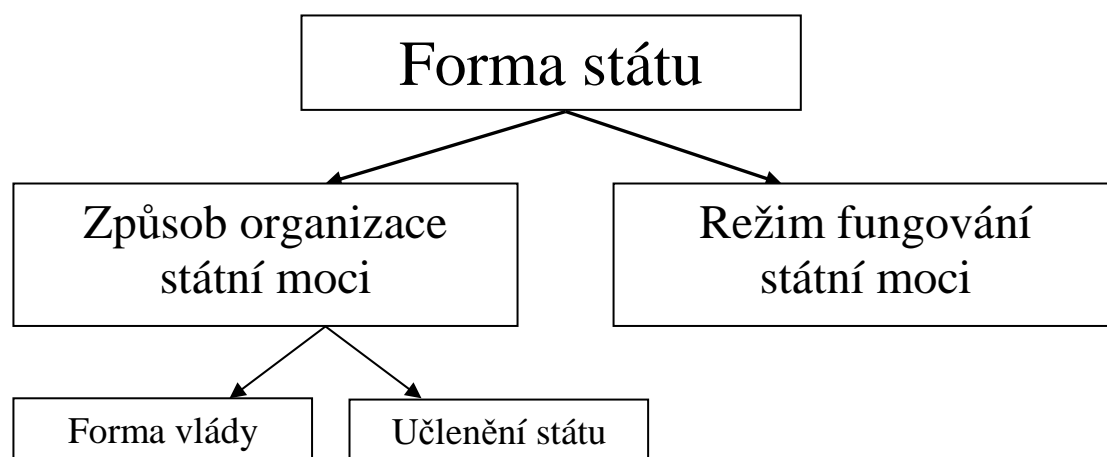 Forma státu
Způsob organizace
státní moci
Režim fungování
státní moci
Forma vlády
Učlenění státu